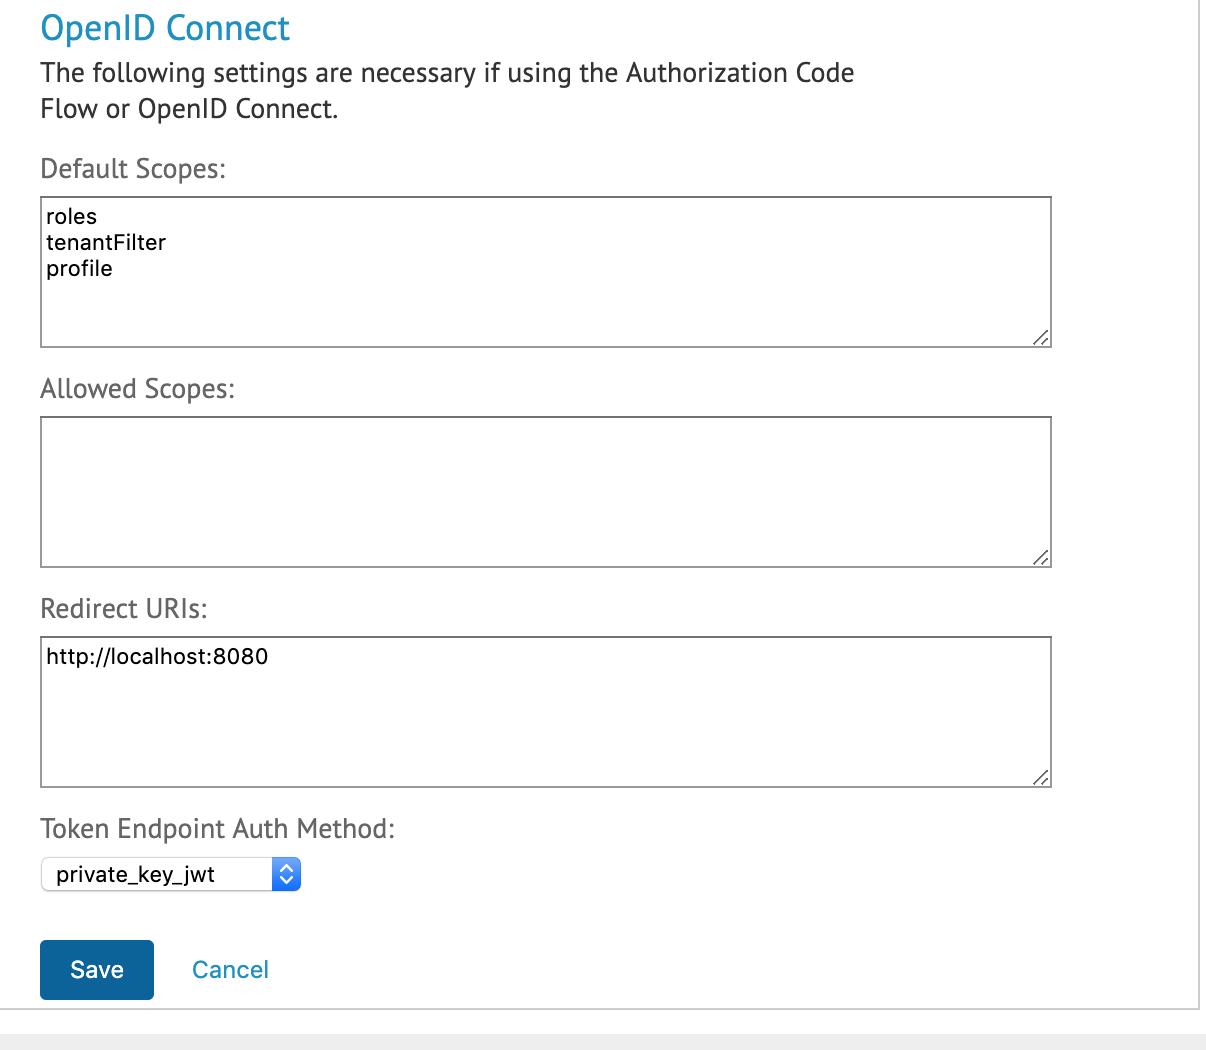 OpenID Connect
The following settings are necessary if using the Authorization Code
Flow or OpenID Connect.
Default Scopes:
roles
tenantFilter
profile
Allowed Scopes:
Redirect URIs:
http://localhost:8080
Token Endpoint Auth Method:
private_key_jwt
Save Cancel